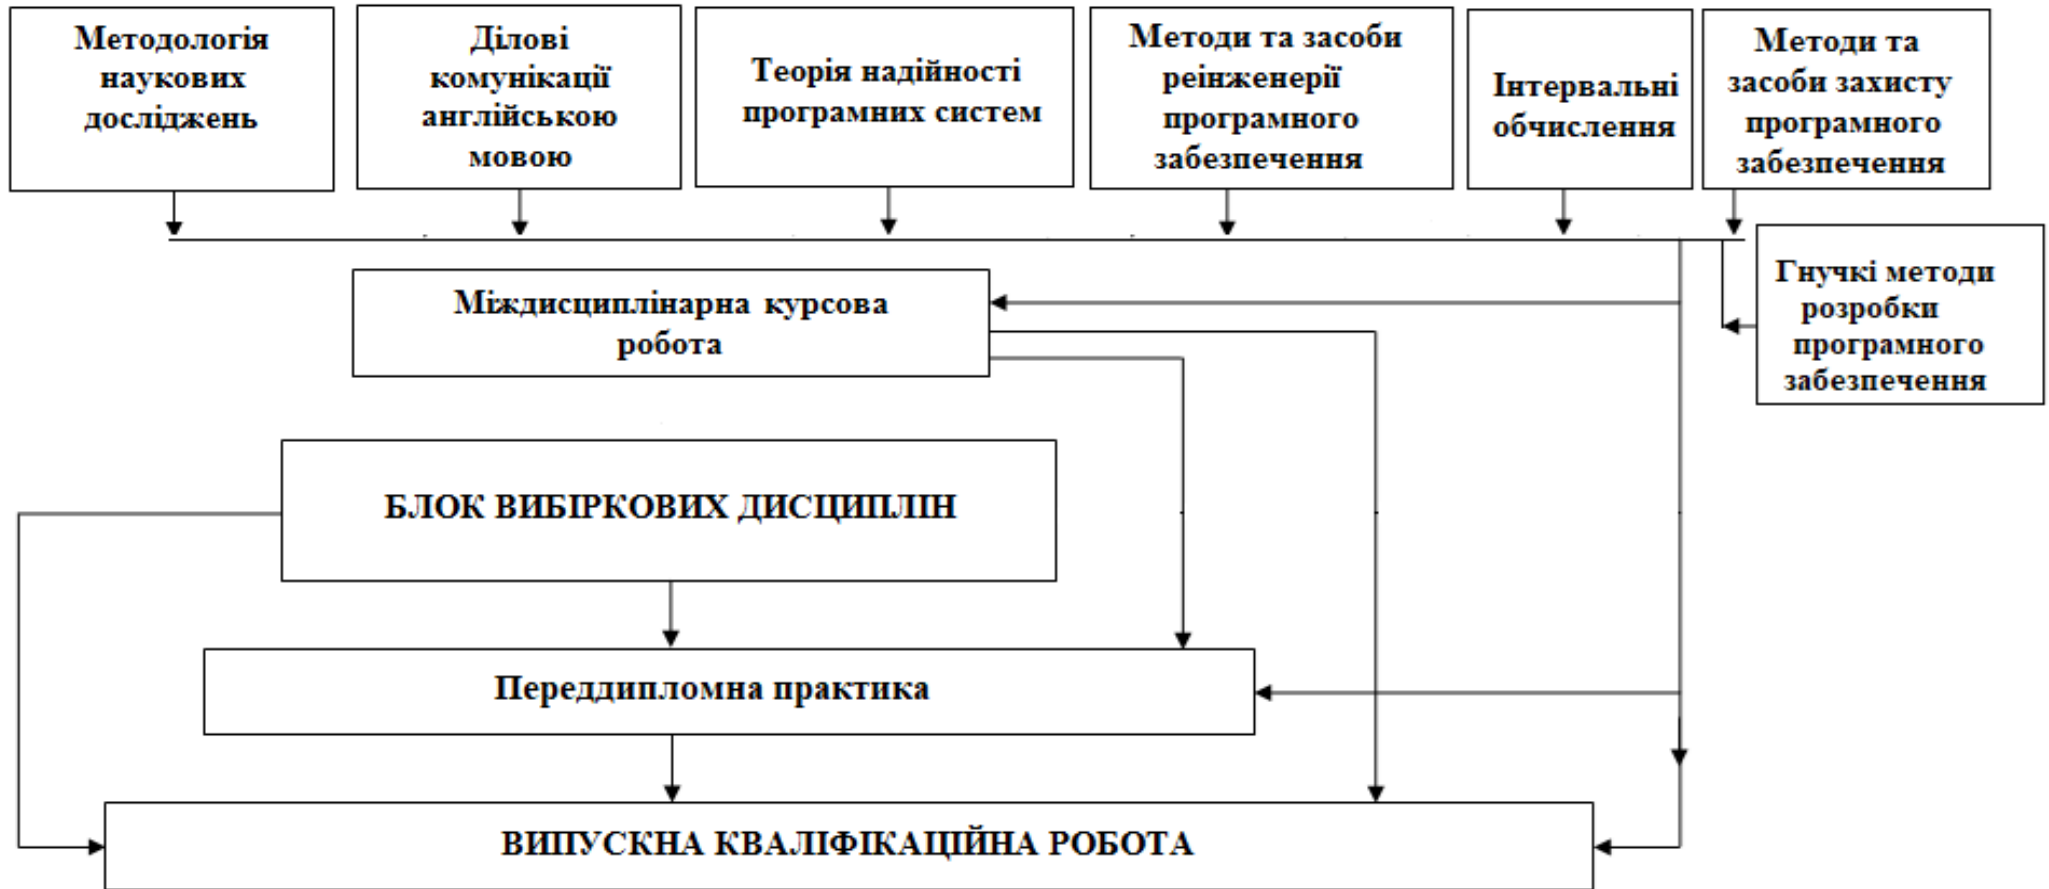 Методологія
наукових
досліджень
Ділові
комунікації
англійською
мовою
Теорія надійності
програмних систем
Методи та засоби
реінженерії
програмного
забезпечення
Інтервальні
обчислення
Методи та
засоби захисту
програмного
забезпечення
Гнучкі методи
розробки
програмного
забезпечення
Міждисциплінарна курсова
робота
БЛОК ВИБІРКОВИХ ДИСЦИПЛІН
Переддипломна практика
ВИПУСКНА КВАЛІФІКАЦІЙНА РОБОТА